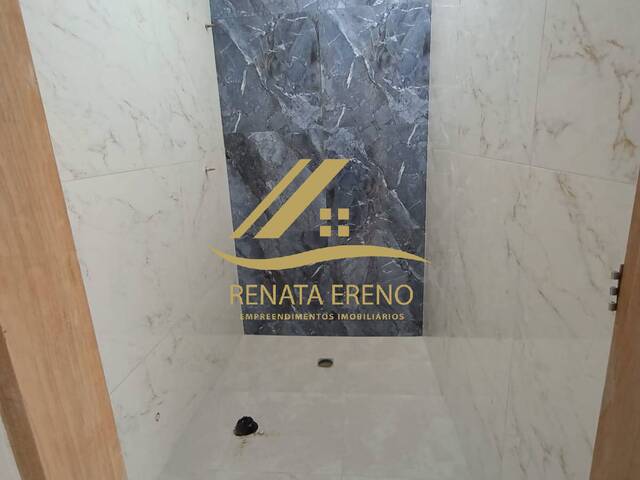 RENATA ERENO
EMPREENDIMENTOS IMOBILIÁRIOS